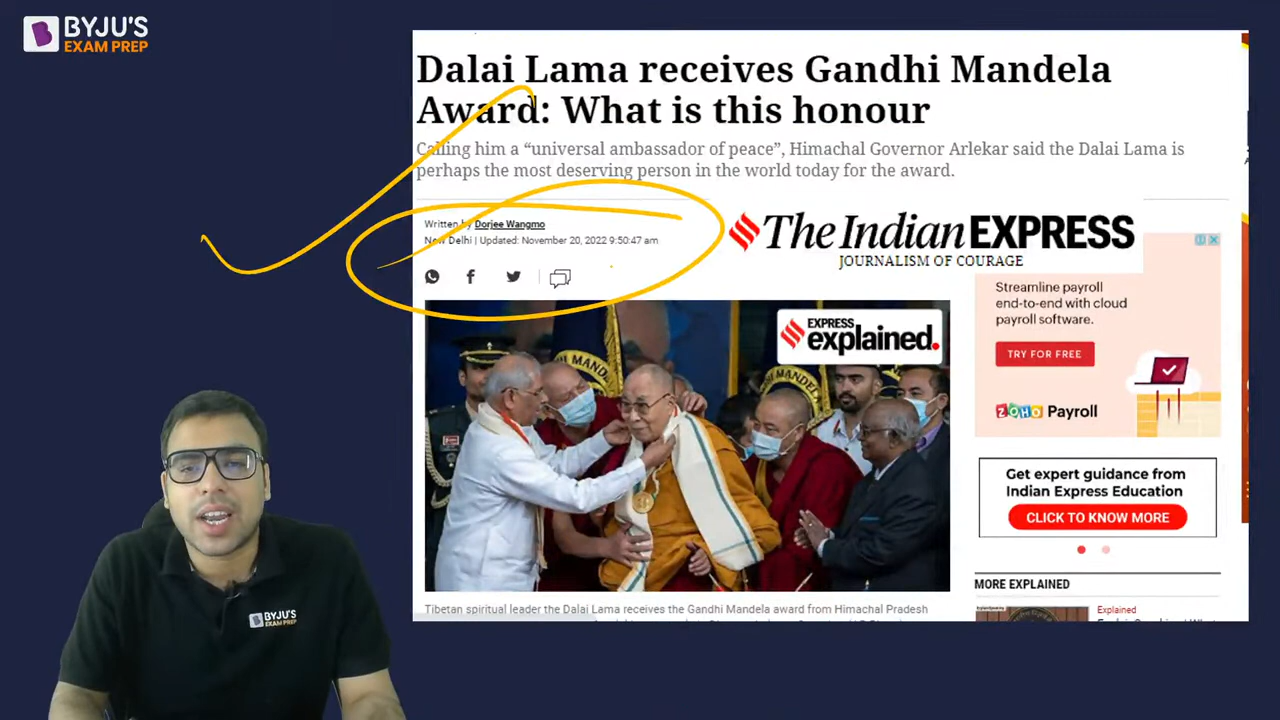 BYJU'S
EXAM PREP
Dalai Lama receives Gandhi Mandela
Award: What is this honour
Calling him a “universal ambassador of peace”, Himachal Governor Arlekar said the Dalai Lama is
perhaps the most deserving person in the world today for the award.
Written by Dorjee Wangmo
New Delhi | Updated: November 20, 2022 9:50:47 am
The Indian EXPRESS
JOURNALISM OF COURAGE
EXPRESS
explained.
Streamline payroll
end-to-end with cloud
payroll software.
TRY FOR FREE
ZOHO Payroll
Get expert guidance from
Indian Express Education
CLICK TO KNOW MORE
MORE EXPLAINED
Explained
Tibetan spiritual leader the Dalai Lama receives the Gandhi Mandela award from Himachal Pradesh
BYJU'S
EXAM PREP